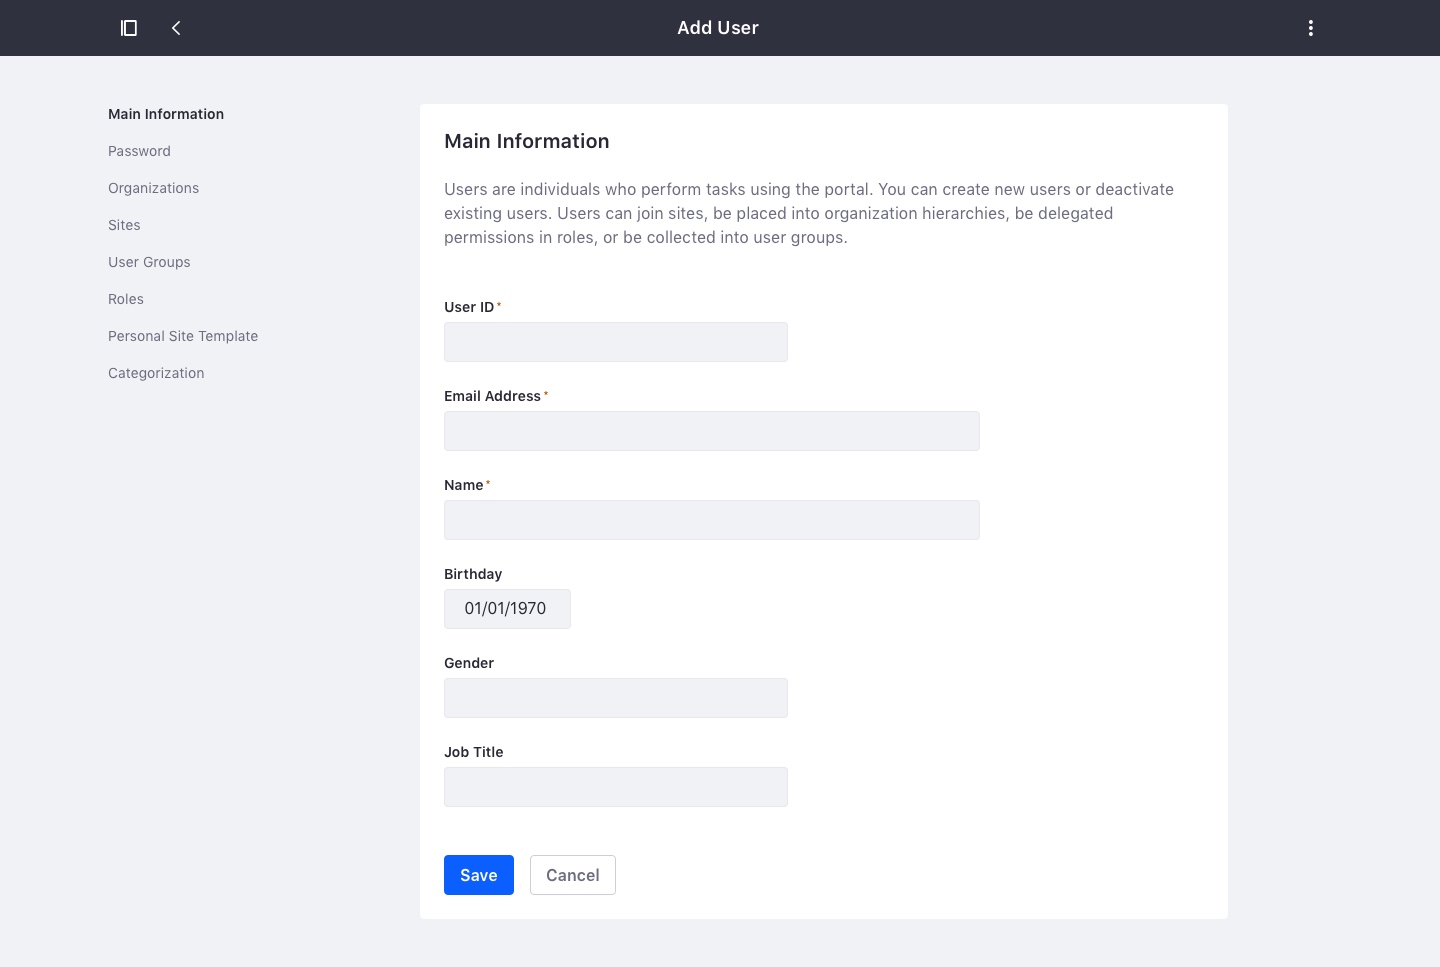 Add User
Main Information
Password
Organizations
Sites
User Groups
Roles
Personal Site Template
Categorization
Main Information
Users are individuals who perform tasks using the portal. You can create new users or deactivate
existing users. Users can join sites, be placed into organization hierarchies, be delegated
permissions in roles, or be collected into user groups.
User ID*
Email Address*
Name*
Birthday
01/01/1970
Gender
Job Title
Save
Cancel